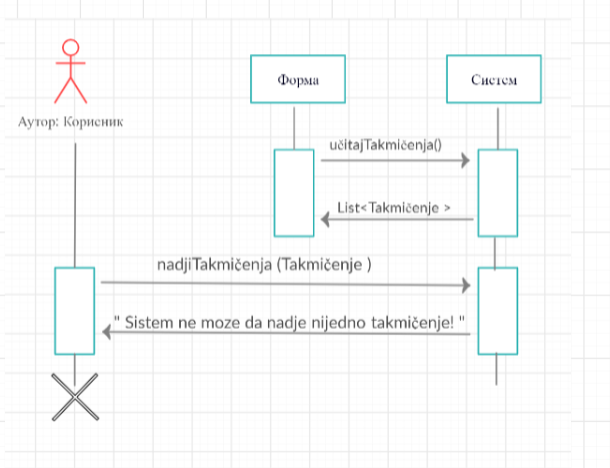 Форма
Систем
Аутор: Корисник
učitajTakmičenja()
List<Takmičenje >
nadjiTakmičenja (Takmičenje )
" Sistem ne moze da nadje nijedno takmičenje! "